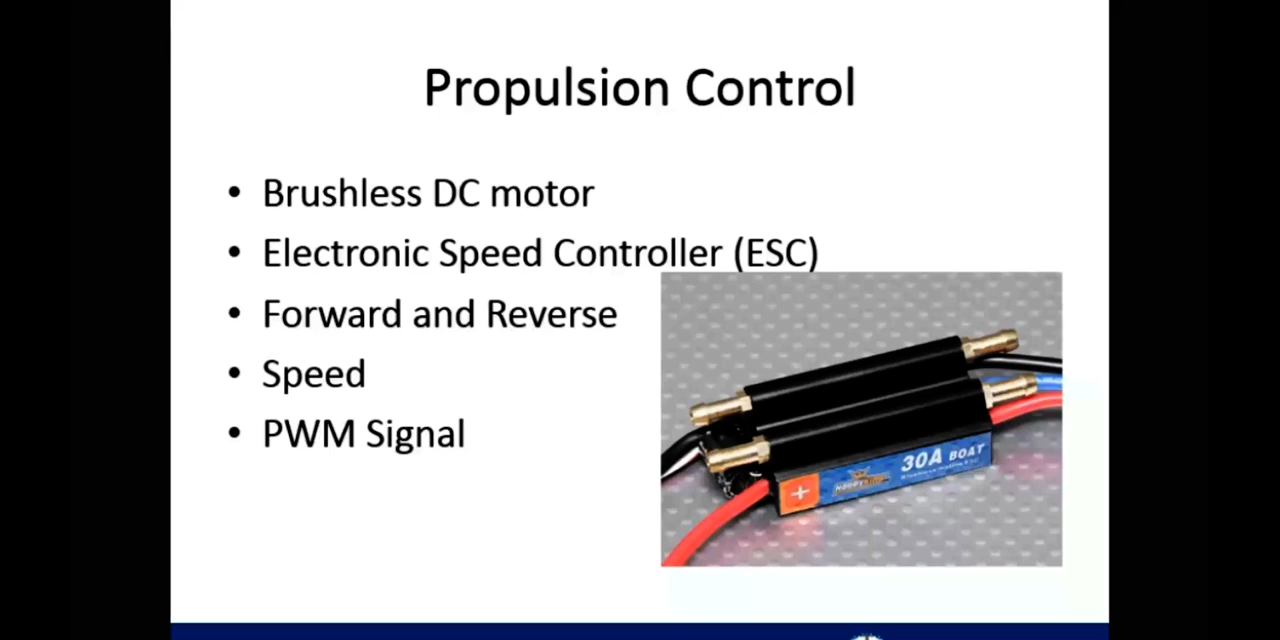 Propulsion Control
• Brushless DC motor
• Electronic Speed Controller (ESC)
• Forward and Reverse
• Speed
• PWM Signal
30A BOAT
+